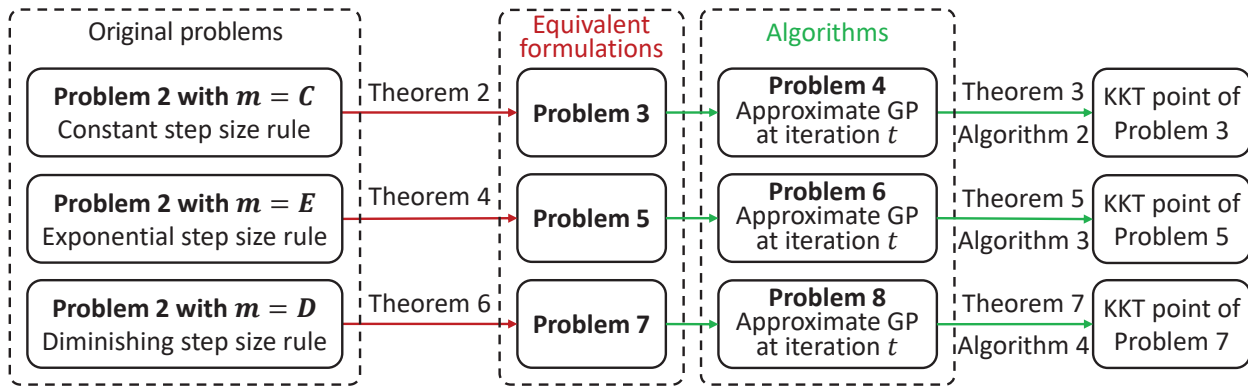 Original problems
Equivalent
formulations
Algorithms
Problem 2 with m = C
Constant step size rule
Theorem 2
Problem 3
Problem 4
Approximate GP
at iteration t
Theorem 3
Algorithm 2
KKT point of
Problem 3
Problem 2 with m = E
Exponential step size rule
Theorem 4
Problem 5
Problem 6
Approximate GP
at iteration t
Theorem 5
Algorithm 3
KKT point of
Problem 5
Problem 2 with m = D
Diminishing step size rule
Theorem 6
Problem 7
Problem 8
Approximate GP
at iteration t
Theorem 7
Algorithm 4
KKT point of
Problem 7